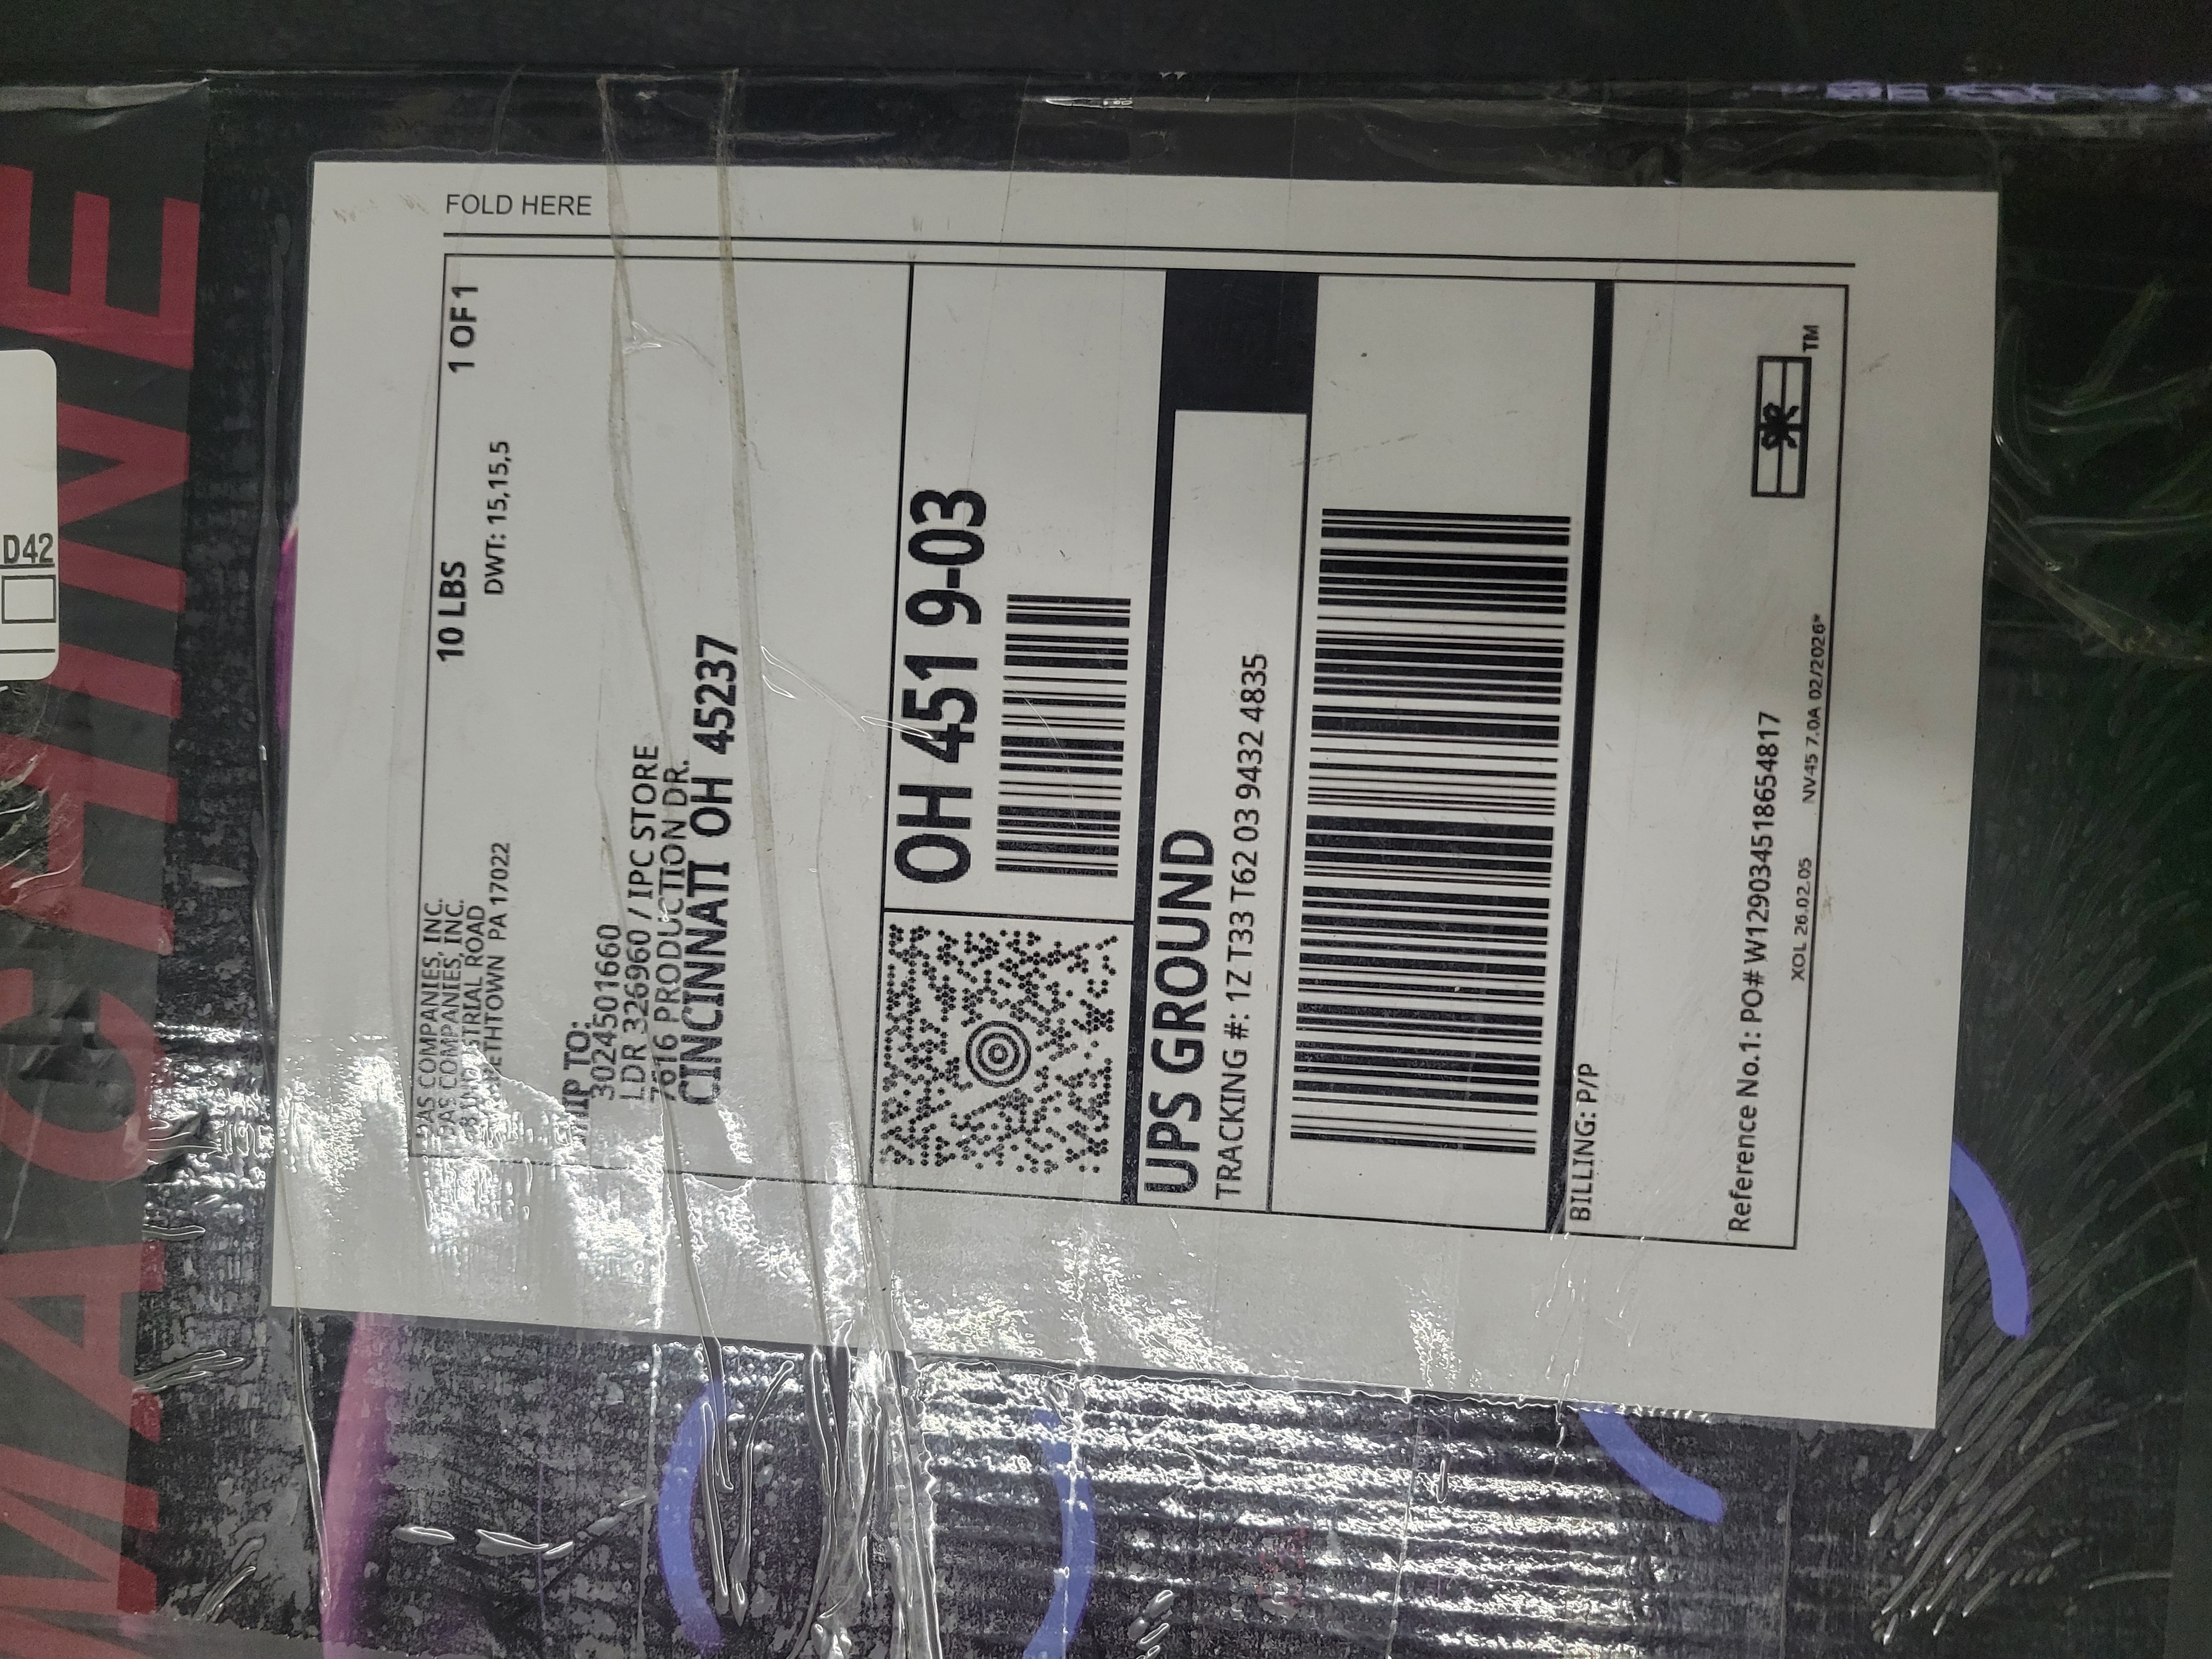 FOLD HERE
DAS COMPANIES, INC.
DAS COMPANIES, INC.
INDUSTRIAL ROAD
PA 17022
10 LBS
1 OF 1
DWT: 15,15,5
SHIP TO:
3024501660
LDR 326960 / IPC STORE
7616 PRODUCTION DR.
CINCINNATI OH 45237
OH 451 9-03
UPS GROUND
TRACKING #: 1Z T33 T62 03 9432 4835
BILLING: P/P
Reference No.1: PO# W129034518654817
XOL 26.02.05
NV45 7.0A 02/2026*
TM
MACHINE
D42